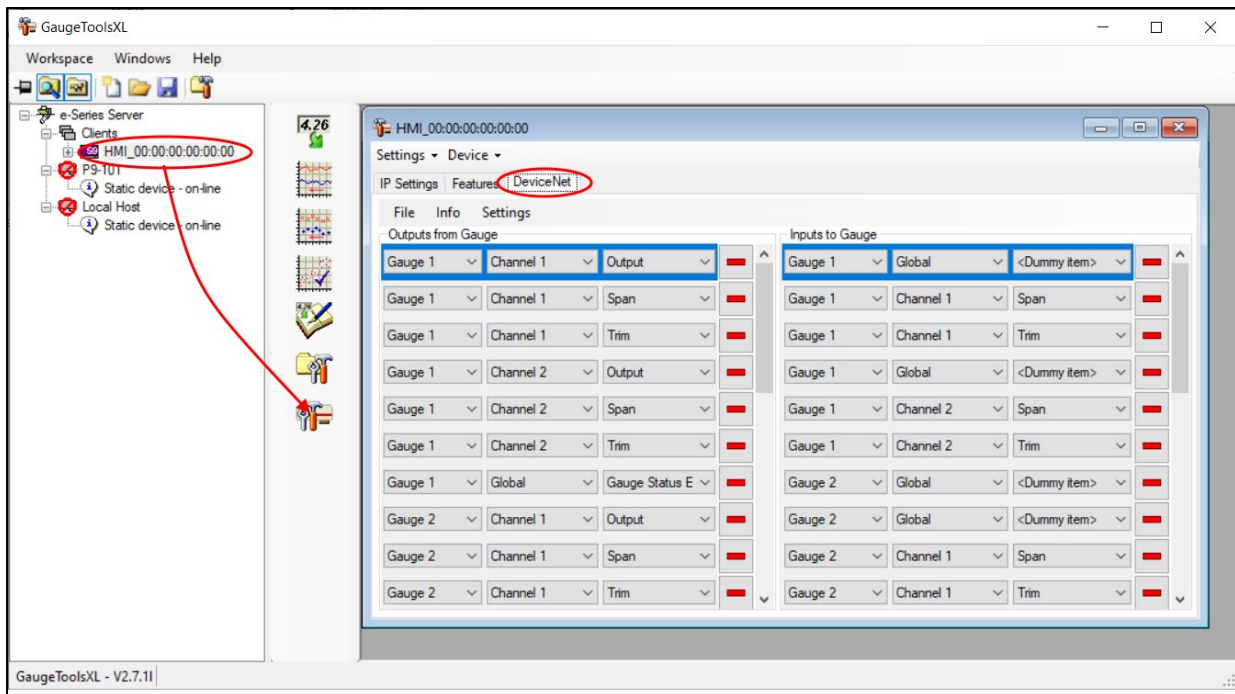 GaugeToolsXL
Workspace Windows Help
e-Series Server
Clients
HMI_00:00:00:00:00:00
P9-101
Static device - on-line
Local Host
Static device - on-line
4.26
HMI_00:00:00:00:00:00
Settings Device
IP Settings Features DeviceNet
File Info Settings
Outputs from Gauge Inputs to Gauge
Gauge 1 Channel 1 Output Gauge 1 Global <Dummy item>
Gauge 1 Channel 1 Span Gauge 1 Channel 1 Span
Gauge 1 Channel 1 Trim Gauge 1 Channel 1 Trim
Gauge 1 Channel 2 Output Gauge 1 Global <Dummy item>
Gauge 1 Channel 2 Span Gauge 1 Channel 2 Span
Gauge 1 Channel 2 Trim Gauge 1 Channel 2 Trim
Gauge 1 Global Gauge Status E Gauge 2 Global <Dummy item>
Gauge 2 Channel 1 Output Gauge 2 Global <Dummy item>
Gauge 2 Channel 1 Span Gauge 2 Channel 1 Span
Gauge 2 Channel 1 Trim Gauge 2 Channel 1 Trim
GaugeToolsXL - V2.7.1I